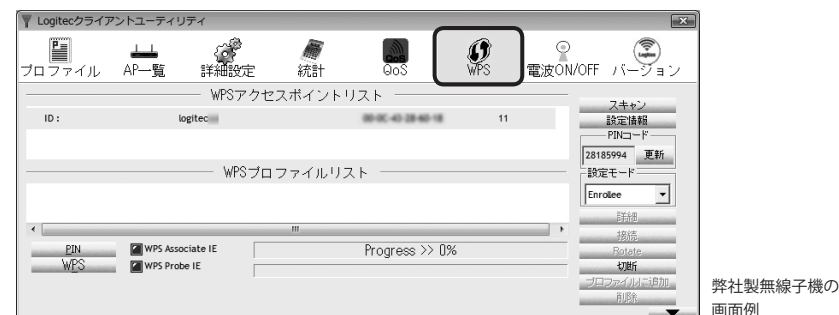 Logitecクライアントユーティリティ
プロファイル AP一覧 詳細設定 統計 QoS WPS 電波ON/OFF バージョン
WPSアクセスポイントリスト
ID : logitec 11
スキャン
設定情報
PINコード
28185994 更新
WPSプロファイルリスト
設定モード
Enrollee
詳細
接続
PIN WPS Associate IE Progress >> 0%
Rotate
WPS WPS Probe IE
切断
プロファイルに追加
削除
弊社製無線子機の
画面例